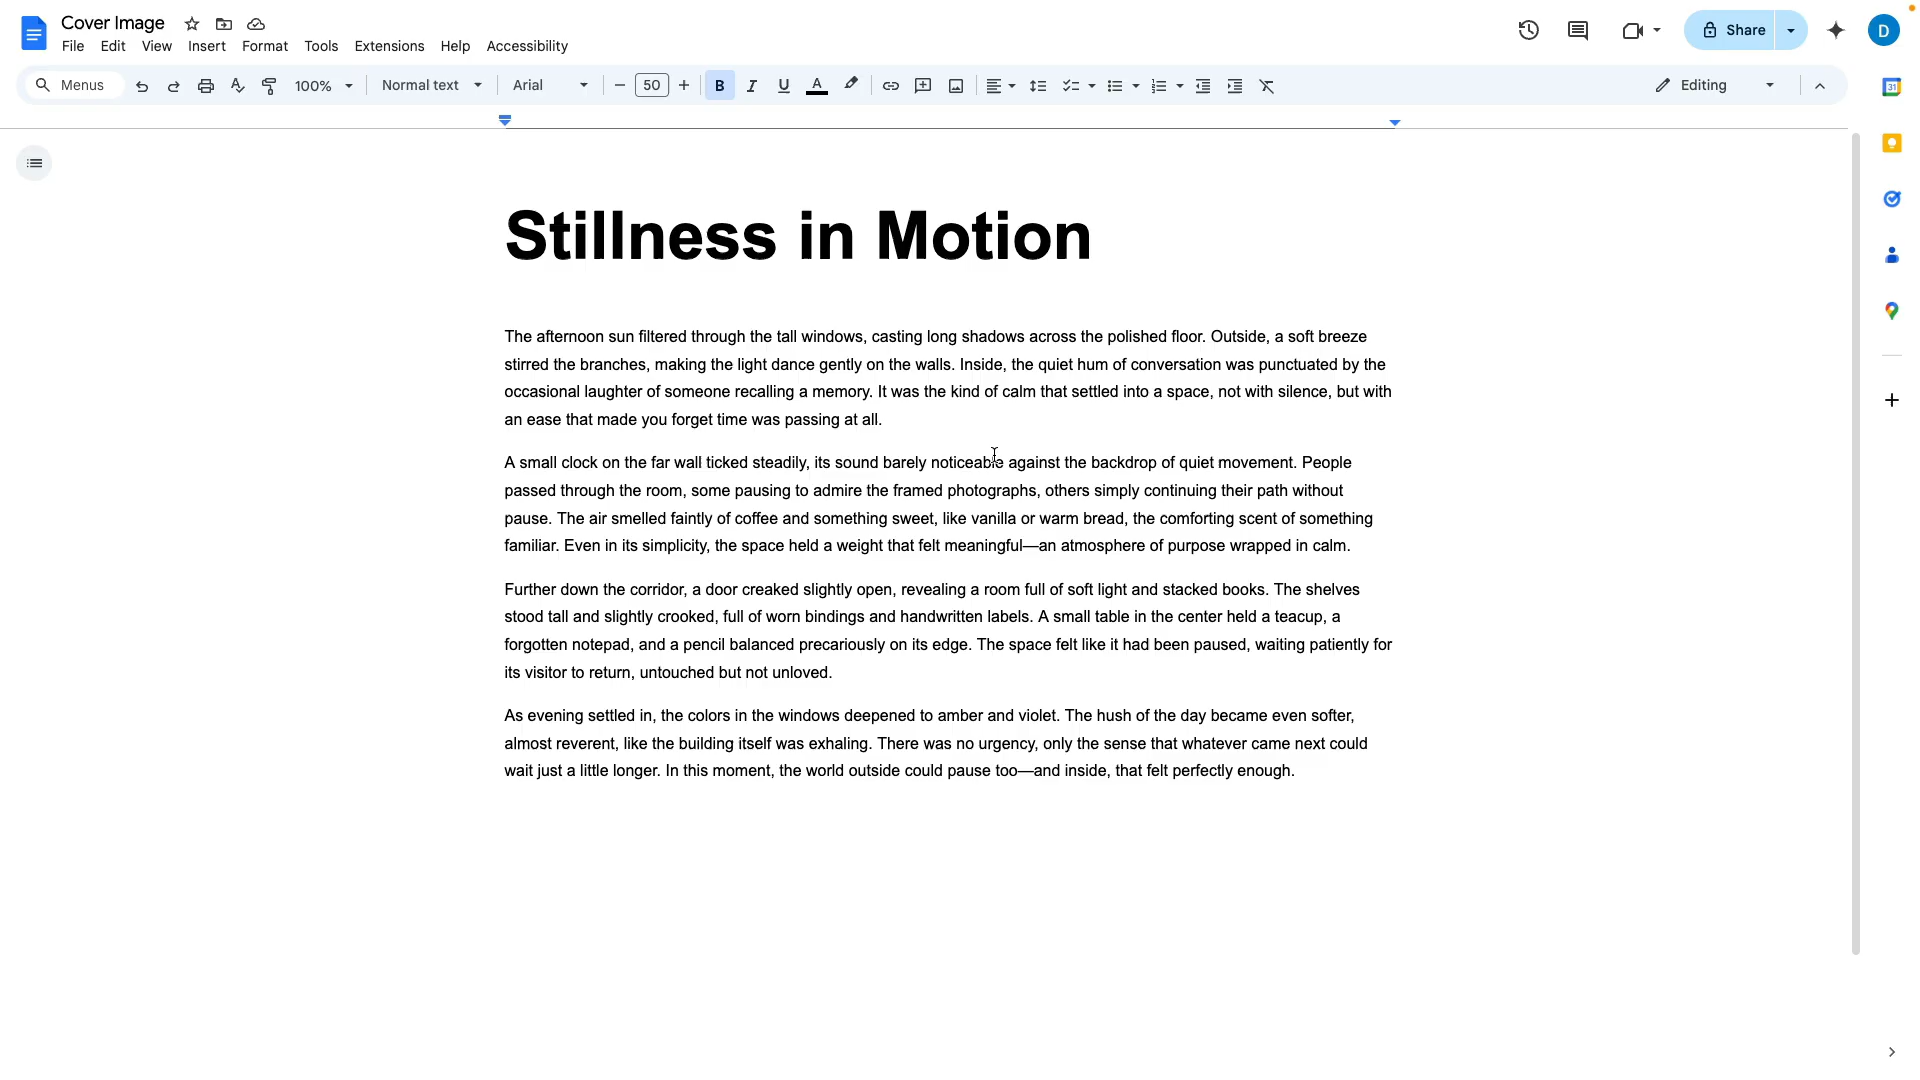 Cover Image
File Edit View Insert Format Tools Extensions Help Accessibility
Share
D
Menus 100% Normal text Arial 50 B I U A Editing
31
Stillness in Motion
The afternoon sun filtered through the tall windows, casting long shadows across the polished floor. Outside, a soft breeze
stirred the branches, making the light dance gently on the walls. Inside, the quiet hum of conversation was punctuated by the
occasional laughter of someone recalling a memory. It was the kind of calm that settled into a space, not with silence, but with
an ease that made you forget time was passing at all.
A small clock on the far wall ticked steadily, its sound barely noticeable against the backdrop of quiet movement. People
passed through the room, some pausing to admire the framed photographs, others simply continuing their path without
pause. The air smelled faintly of coffee and something sweet, like vanilla or warm bread, the comforting scent of something
familiar. Even in its simplicity, the space held a weight that felt meaningful—an atmosphere of purpose wrapped in calm.
Further down the corridor, a door creaked slightly open, revealing a room full of soft light and stacked books. The shelves
stood tall and slightly crooked, full of worn bindings and handwritten labels. A small table in the center held a teacup, a
forgotten notepad, and a pencil balanced precariously on its edge. The space felt like it had been paused, waiting patiently for
its visitor to return, untouched but not unloved.
As evening settled in, the colors in the windows deepened to amber and violet. The hush of the day became even softer,
almost reverent, like the building itself was exhaling. There was no urgency, only the sense that whatever came next could
wait just a little longer. In this moment, the world outside could pause too—and inside, that felt perfectly enough.